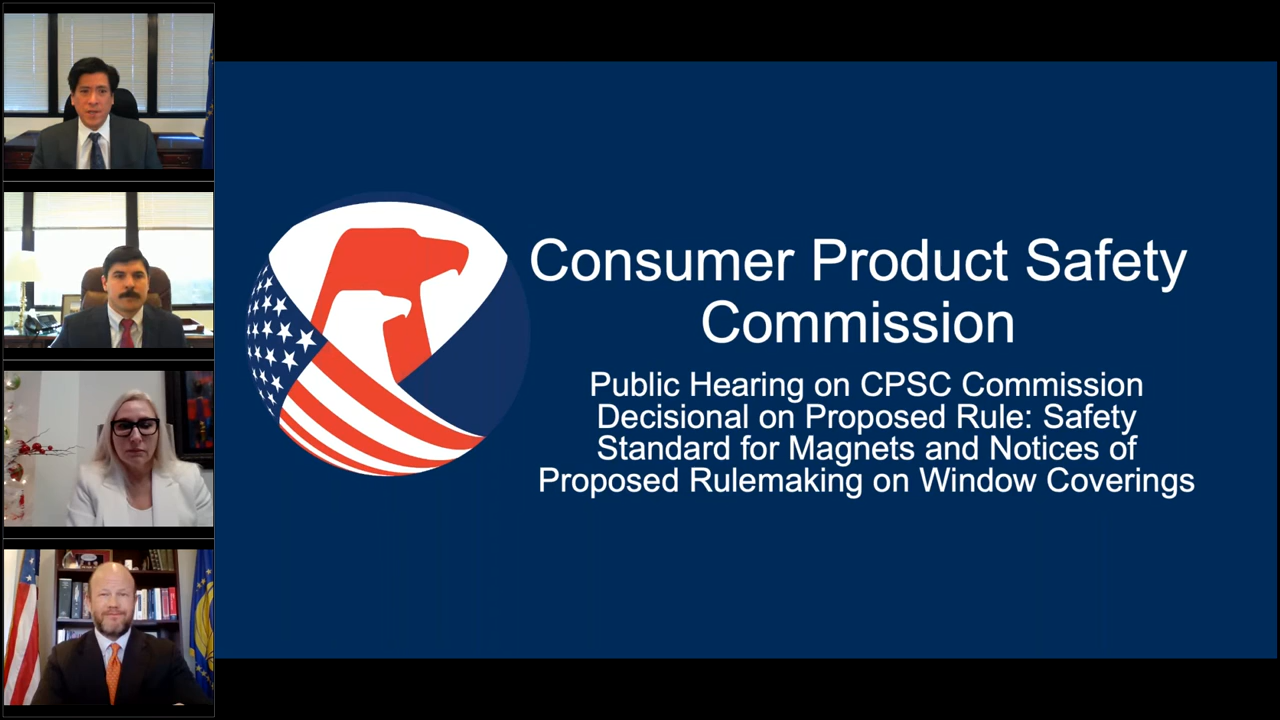 Consumer Product Safety
Commission
Public Hearing on CPSC Commission
Decisional on Proposed Rule: Safety
Standard for Magnets and Notices of
Proposed Rulemaking on Window Coverings